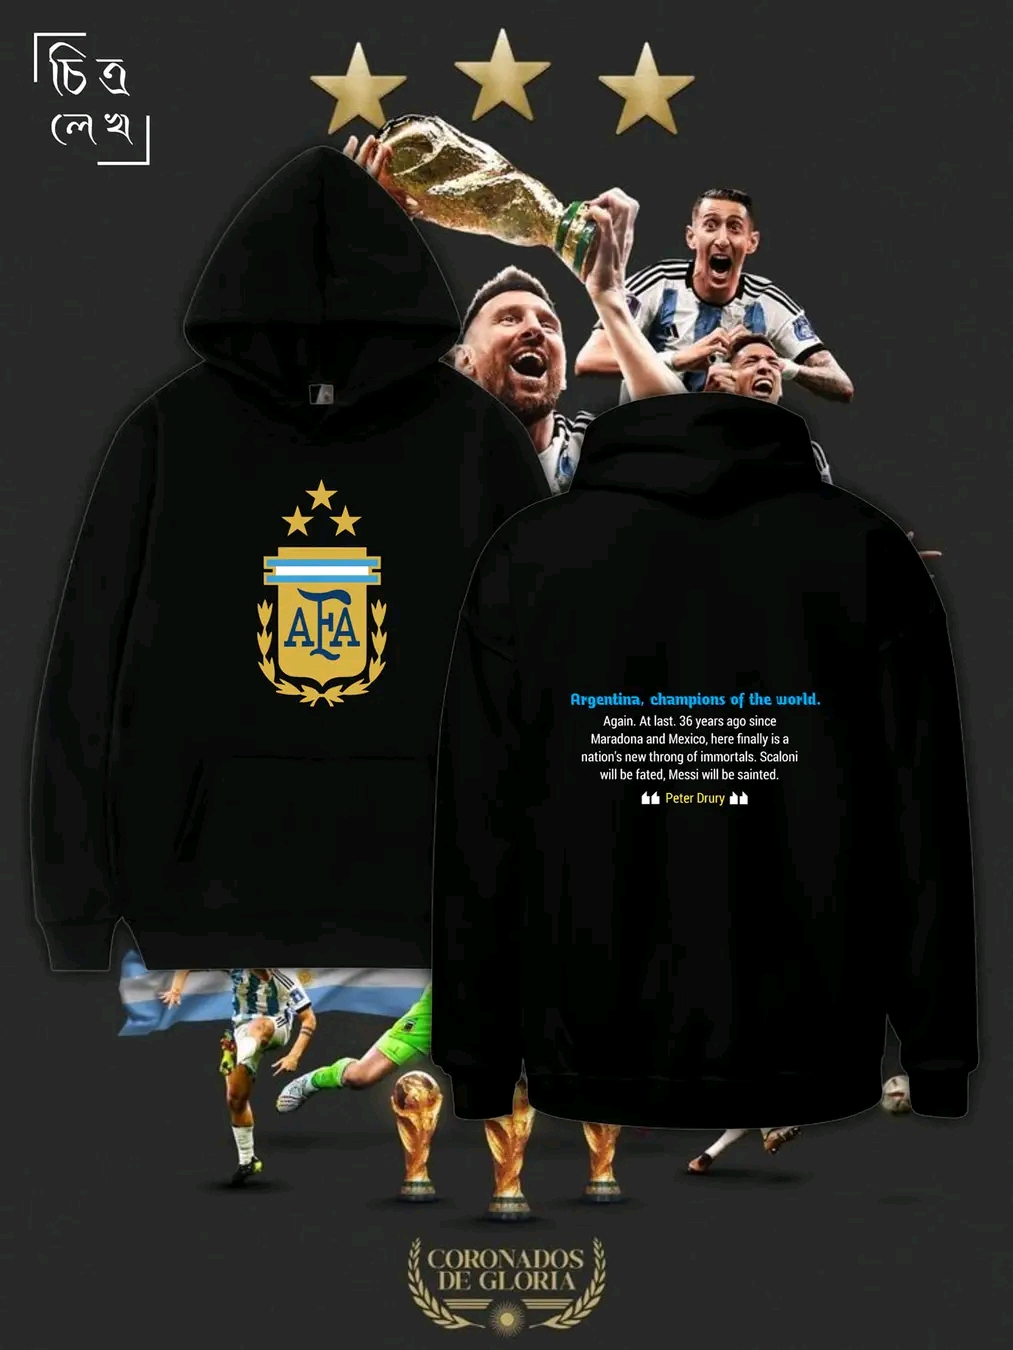 চিত্র
লেখ
AFA
Argentina, champions of the world.
Again. At last. 36 years ago since
Maradona and Mexico, here finally is a
nation's new throng of immortals. Scaloni
will be fated, Messi will be sainted.
Peter Drury
CORONADOS
DE GLORIA